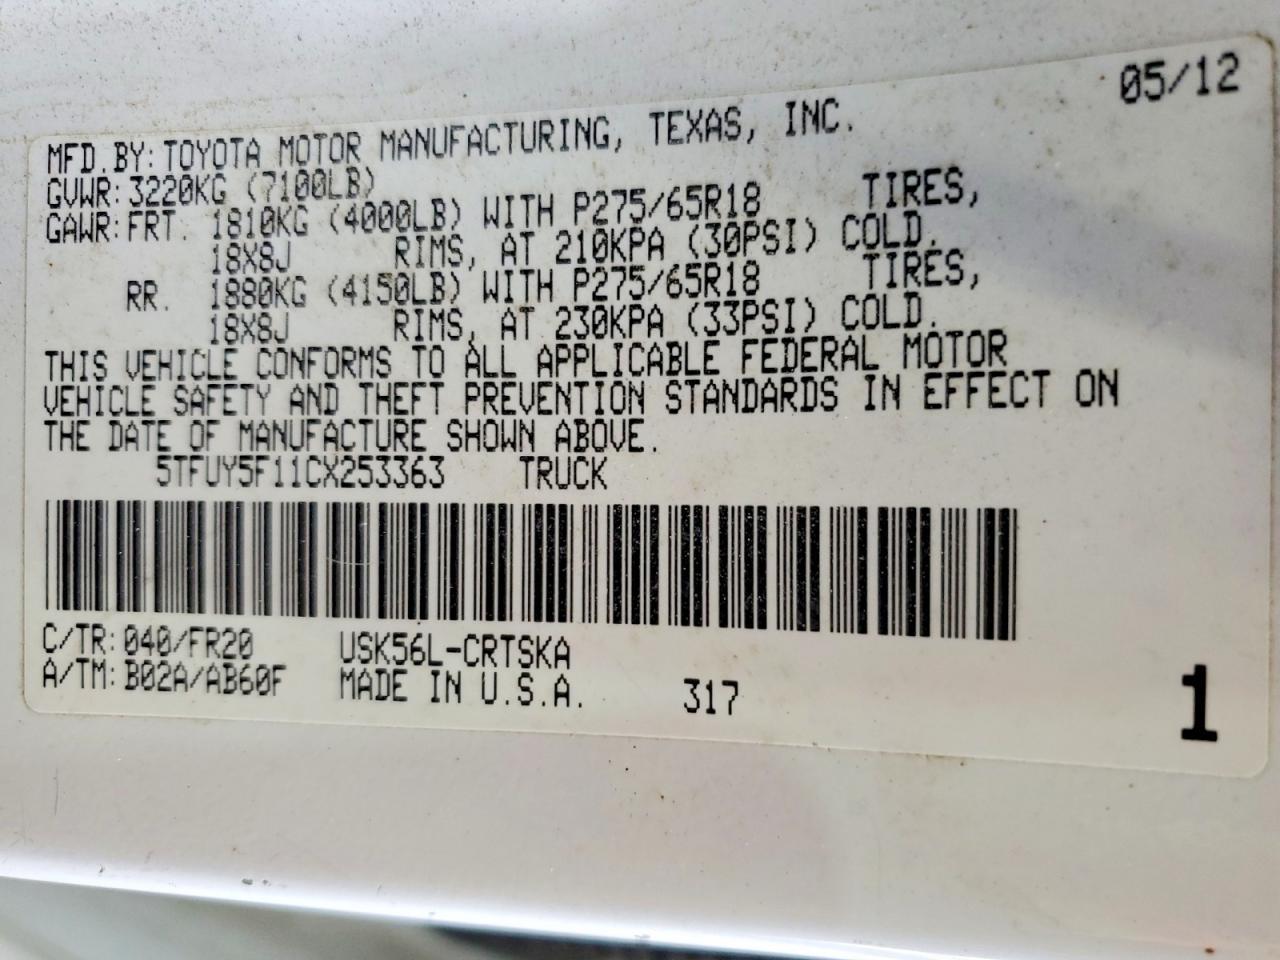 05/12
MFD.BY:TOYOTA MOTOR MANUFACTURING, TEXAS, INC.
GVWR:3220KG (7100LB)
GAWR:FRT. 1810KG (4000LB) WITH P275/65R18 TIRES,
18X8J RIMS, AT 210KPA (30PSI) COLD.
RR. 1880KG (4150LB) WITH P275/65R18 TIRES,
18X8J RIMS, AT 230KPA (33PSI) COLD.
THIS VEHICLE CONFORMS TO ALL APPLICABLE FEDERAL MOTOR
VEHICLE SAFETY AND THEFT PREVENTION STANDARDS IN EFFECT ON
THE DATE OF MANUFACTURE SHOWN ABOVE.
5TFUY5F11CX253363 TRUCK
C/TR:040/FR20 USK56L-CRTSKA
A/TM:B02A/AB60F MADE IN U.S.A. 317
1